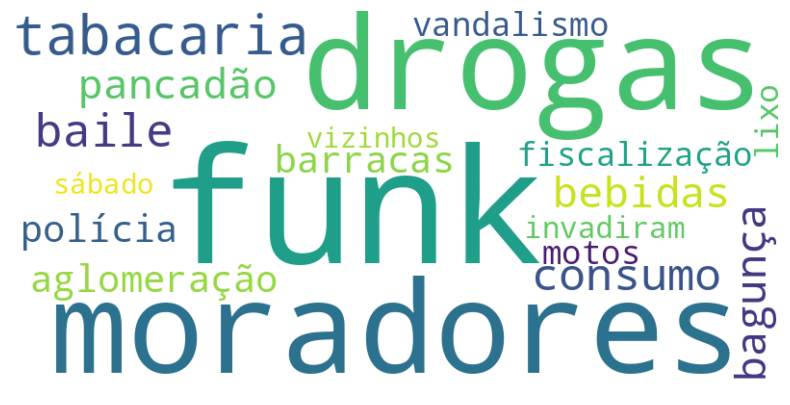 tabacaria
drogas
vandalismo
pancadão
lixo
baile
vizinhos
barracas
fiscalização
sábado
funk
bebidas
polícia
invadiram
motos
bagunça
aglomeração
consumo
moradores